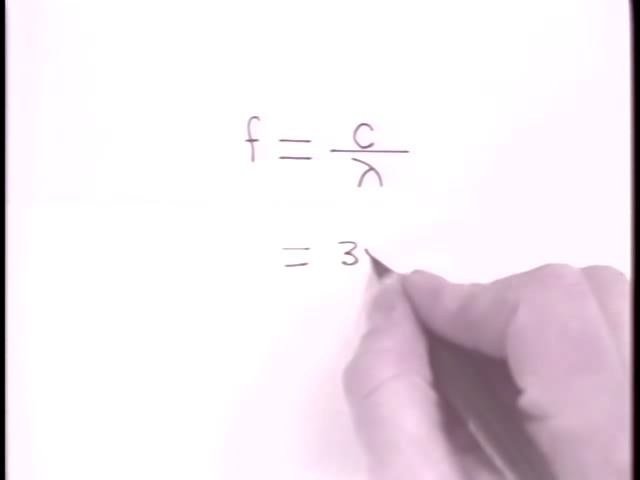 f = c/λ
= 3